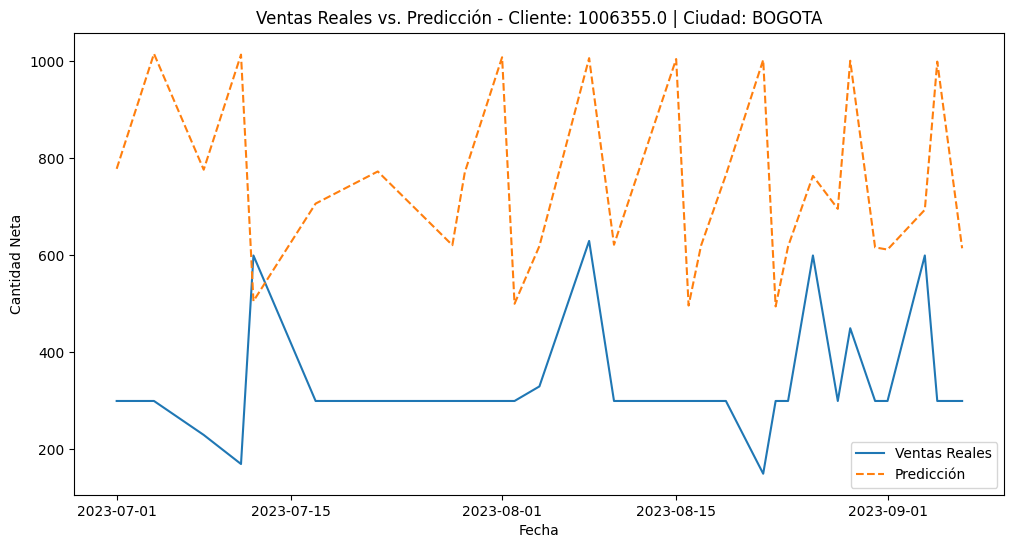 Ventas Reales vs. Predicción - Cliente: 1006355.0 | Ciudad: BOGOTA
Cantidad Neta
1000
800
600
400
200
2023-07-01
2023-07-15
2023-08-01
2023-08-15
2023-09-01
Fecha
Ventas Reales
Predicción